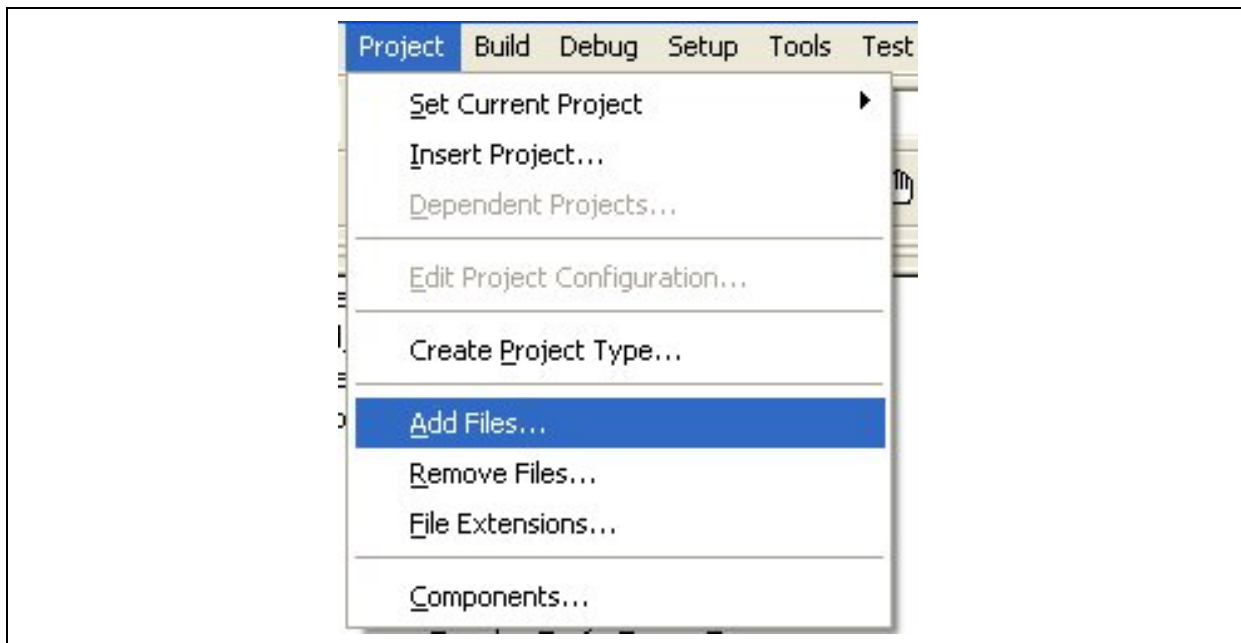 Project Build Debug Setup Tools Test
Set Current Project
Insert Project...
Dependent Projects...
Edit Project Configuration...
Create Project Type...
Add Files...
Remove Files...
File Extensions...
Components...